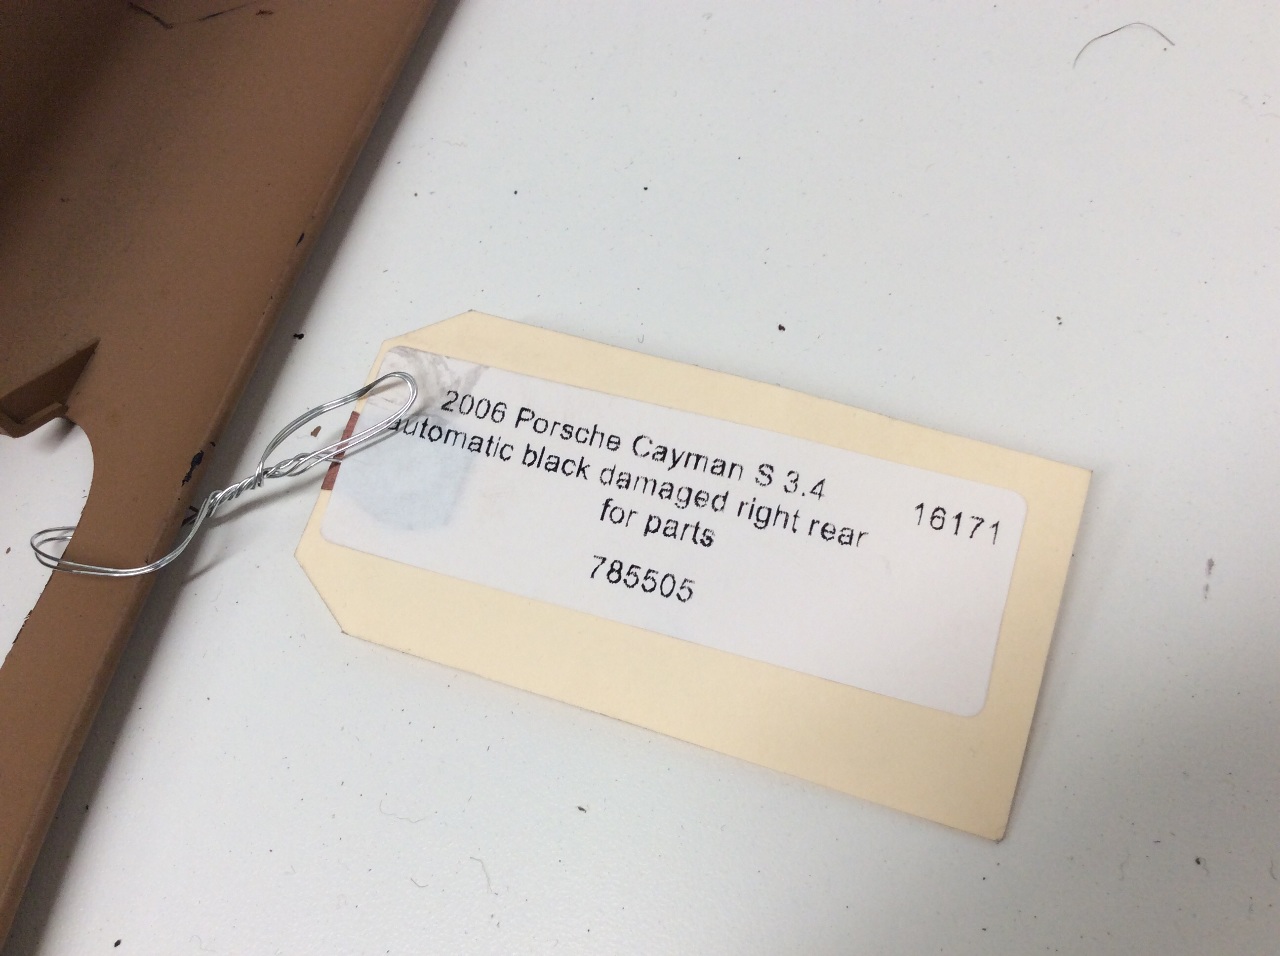 2006 Porsche Cayman S 3.4
automatic black damaged right rear
for parts
16171
785505